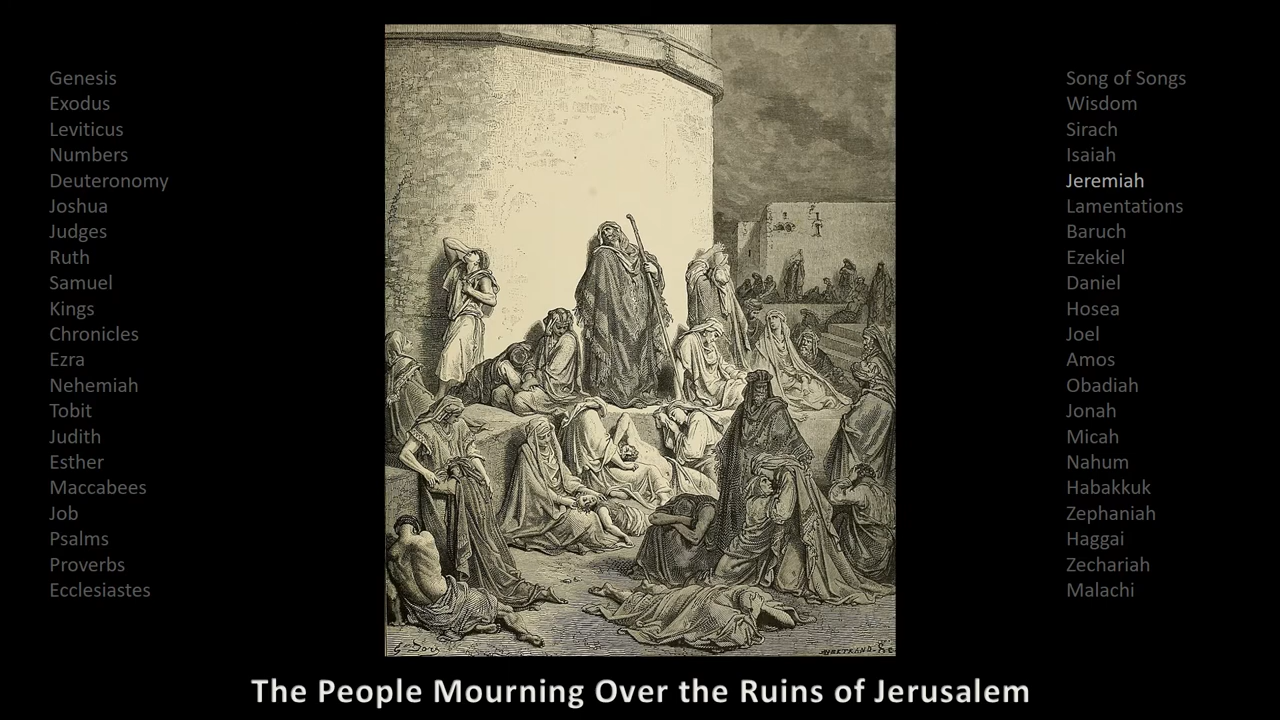 Genesis
Exodus
Leviticus
Numbers
Deuteronomy
Joshua
Judges
Ruth
Samuel
Kings
Chronicles
Ezra
Nehemiah
Tobit
Judith
Esther
Maccabees
Job
Psalms
Proverbs
Ecclesiastes
Song of Songs
Wisdom
Sirach
Isaiah
Jeremiah
Lamentations
Baruch
Ezekiel
Daniel
Hosea
Joel
Amos
Obadiah
Jonah
Micah
Nahum
Habakkuk
Zephaniah
Haggai
Zechariah
Malachi
G. Doré
The People Mourning Over the Ruins of Jerusalem